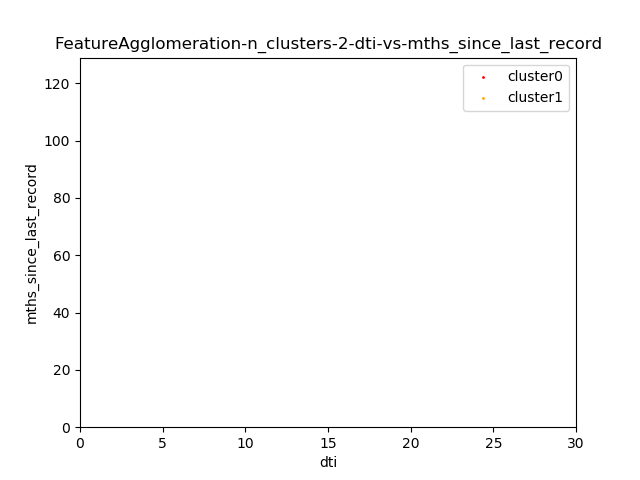 FeatureAgglomeration-n_clusters-2-dti-vs-mths_since_last_record
cluster0
cluster1
mths_since_last_record
120
100
80
60
40
20
0
0 5 10 15 20 25 30
dti